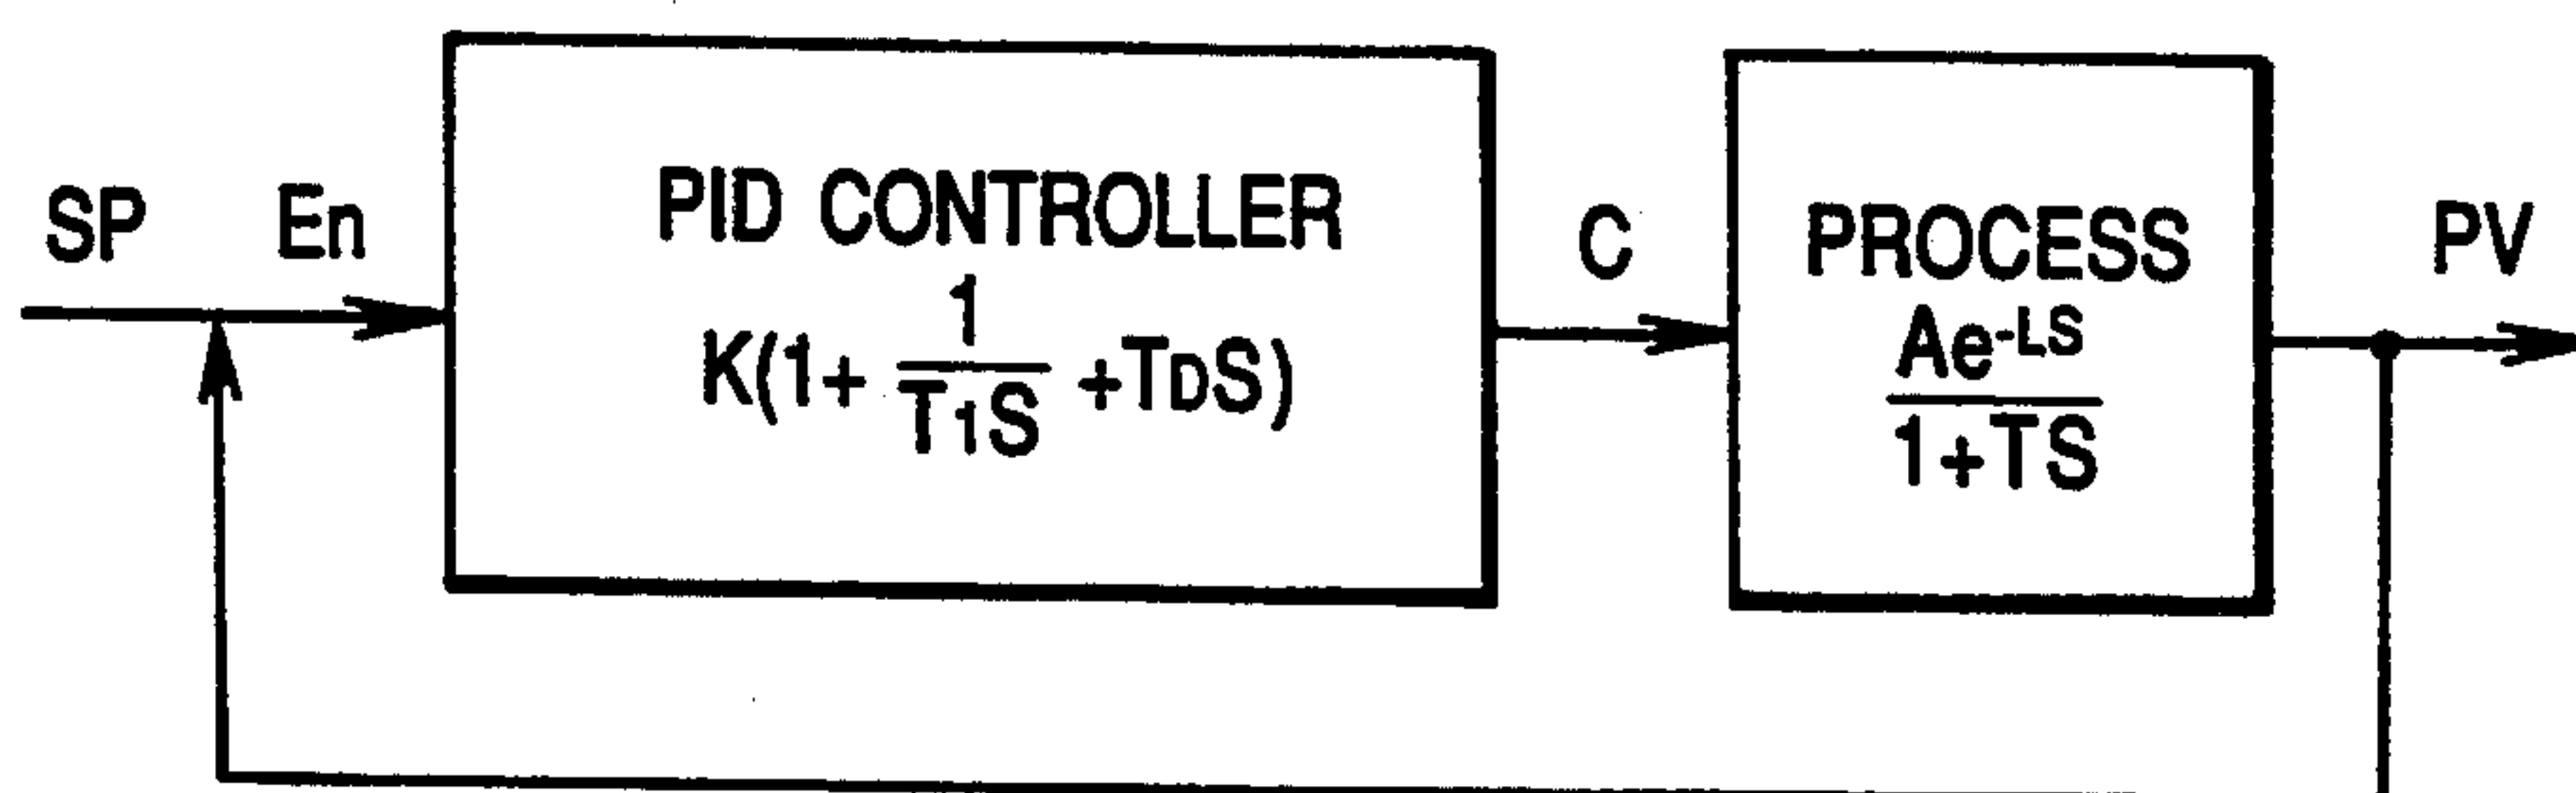 SP
En
PID CONTROLLER
K(1+ 1/T1S +TDS)
C
PROCESS
Ae-LS
1+TS
PV